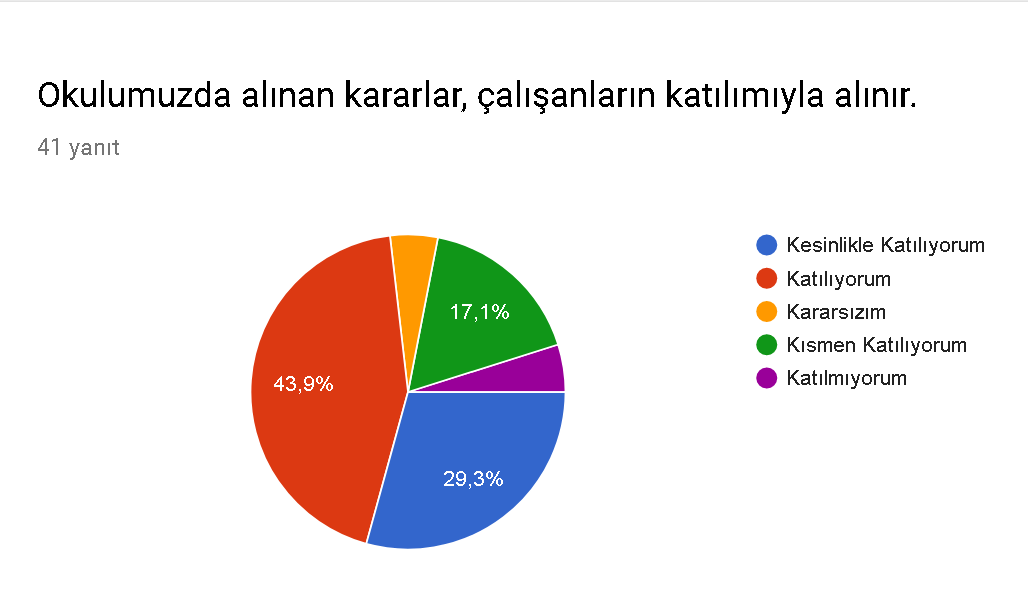 Okulumuzda alınan kararlar, çalışanların katılımıyla alınır.
41 yanıt
Kesinlikle Katılıyorum
Katılıyorum
Kararsızım
Kısmen Katılıyorum
Katılmıyorum
17,1%
43,9%
29,3%